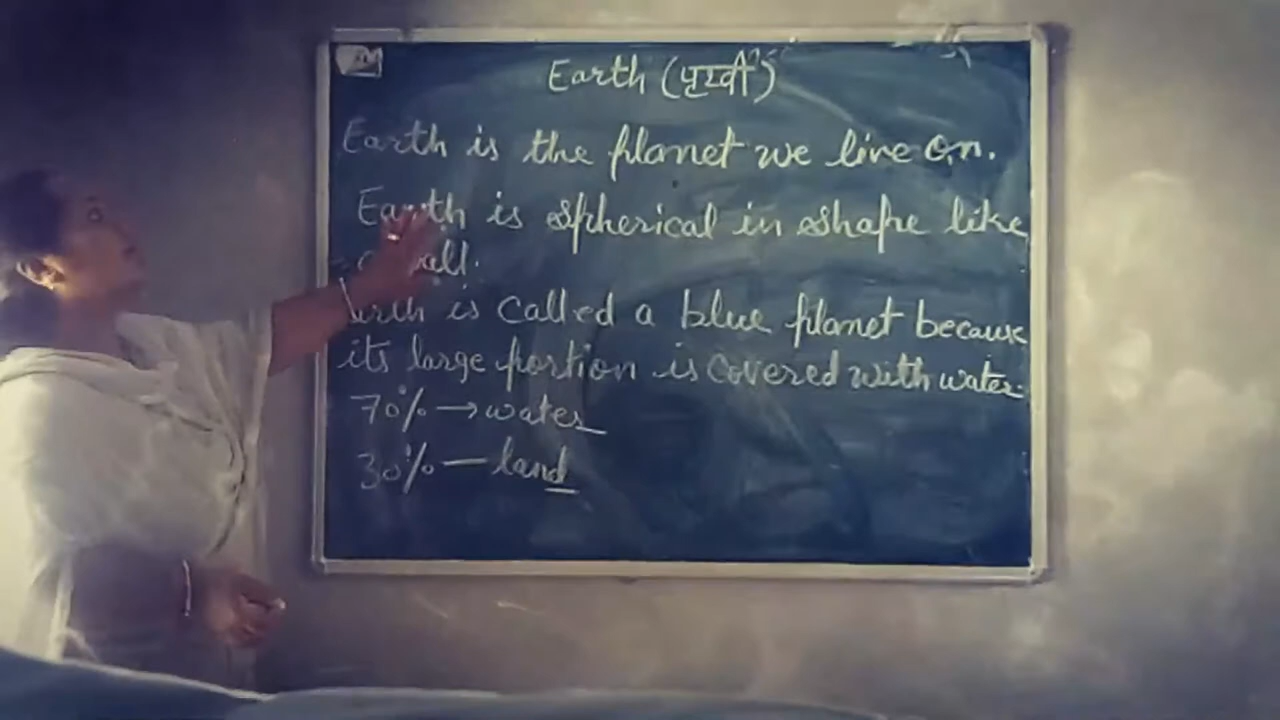 Earth (पृथ्वी)
Earth is the planet we live on.
Earth is spherical in shape like
a ball.
Earth is called a blue planet because
its large portion is covered with water.
70% → water
30% — land